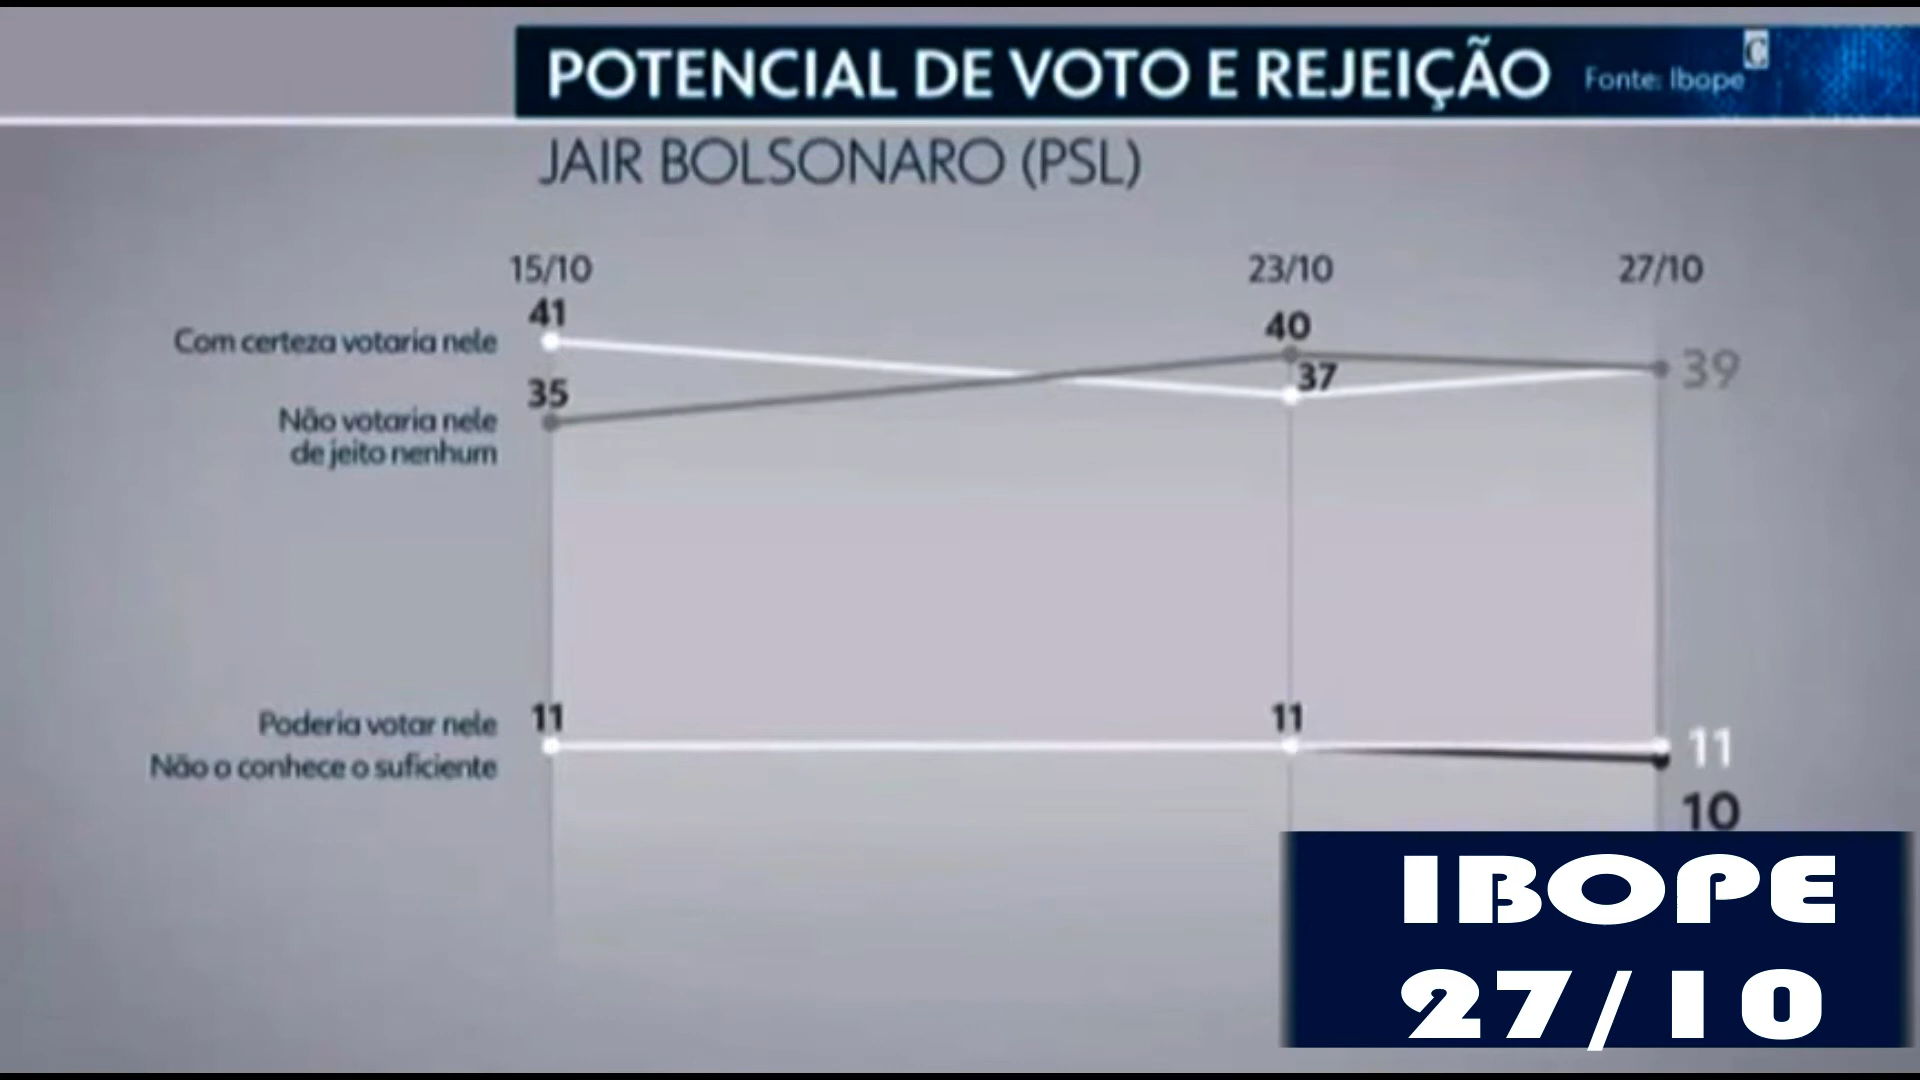 POTENCIAL DE VOTO E REJEIÇÃO
Fonte: Ibope
C
JAIR BOLSONARO (PSL)
15/10 23/10 27/10
41 40
Com certeza votaria nele
37 39
35
Não votaria nele
de jeito nenhum
Poderia votar nele 11 11 11
Não o conhece o suficiente
10
IBOPE
27/10